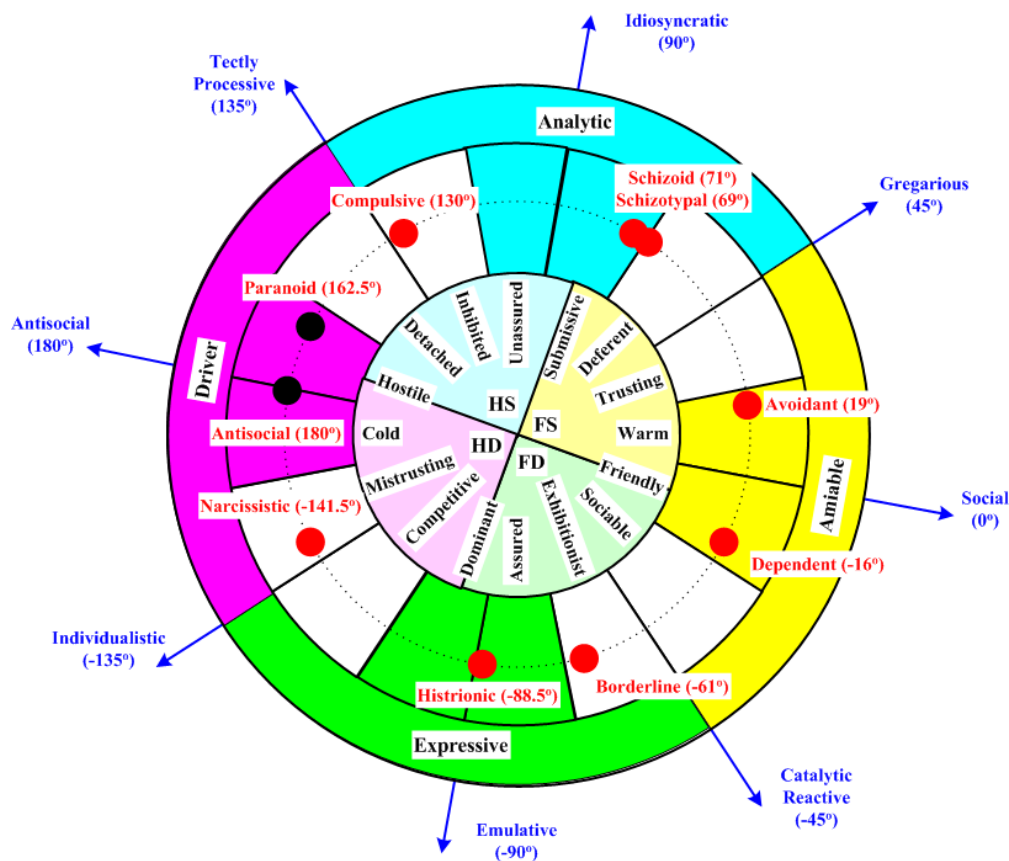 Idiosyncratic
(90º)
Tectly
Processive
(135º)
Analytic
Schizoid (71º)
Schizotypal (69º)
Gregarious
(45º)
Compulsive (130º)
Paranoid (162.5º)
Antisocial
(180º)
Driver
Detached
Inhibited
Unassured
Submissive
Deferent
Trusting
Hostile
HS
FS
Avoidant (19º)
Antisocial (180º)
Cold
HD
FD
Warm
Amiable
Mistrusting
Competitive
Dominant
Assured
Exhibitionist
Sociable
Friendly
Narcissistic (-141.5º)
Social
(0º)
Dependent (-16º)
Individualistic
(-135º)
Histrionic (-88.5º)
Borderline (-61º)
Expressive
Catalytic
Reactive
(-45º)
Emulative
(-90º)